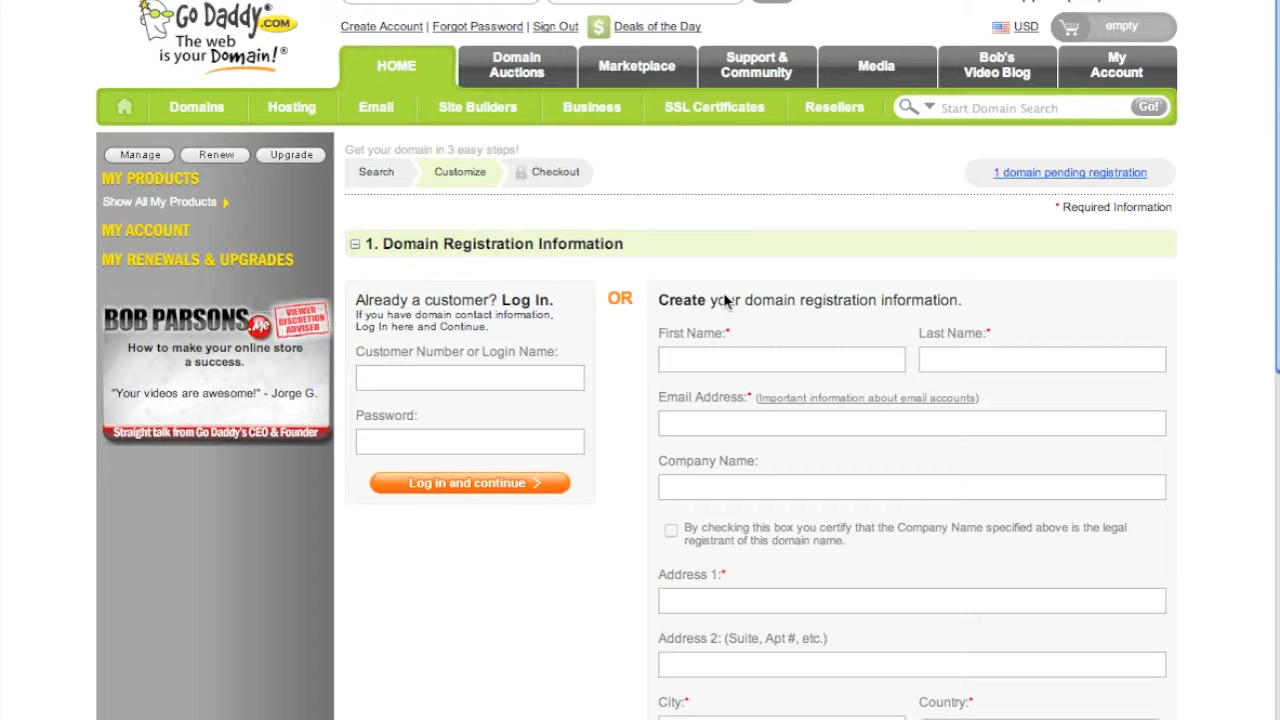 Go Daddy®.COM
The web
is your Domain!®
Create Account | Forgot Password | Sign Out
$ Deals of the Day
USD
empty
HOME
Domain
Auctions
Marketplace
Support &
Community
Media
Bob's
Video Blog
My
Account
Domains
Hosting
Email
Site Builders
Business
SSL Certificates
Resellers
Start Domain Search
Go!
Manage
Renew
Upgrade
MY PRODUCTS
Show All My Products
MY ACCOUNT
MY RENEWALS & UPGRADES
BOB PARSONS.Me
VIEWER
DISCRETION
ADVISED
How to make your online store
a success.
"Your videos are awesome!" - Jorge G.
Straight talk from Go Daddy's CEO & Founder
Get your domain in 3 easy steps!
Search
Customize
Checkout
1 domain pending registration
* Required Information
1. Domain Registration Information
Already a customer? Log In.
If you have domain contact information,
Log In here and Continue.
Customer Number or Login Name:
Password:
Log in and continue
OR
Create your domain registration information.
First Name:*
Last Name:*
Email Address:* (Important information about email accounts)
Company Name:
By checking this box you certify that the Company Name specified above is the legal
registrant of this domain name.
Address 1:*
Address 2: (Suite, Apt #, etc.)
City:*
Country:*